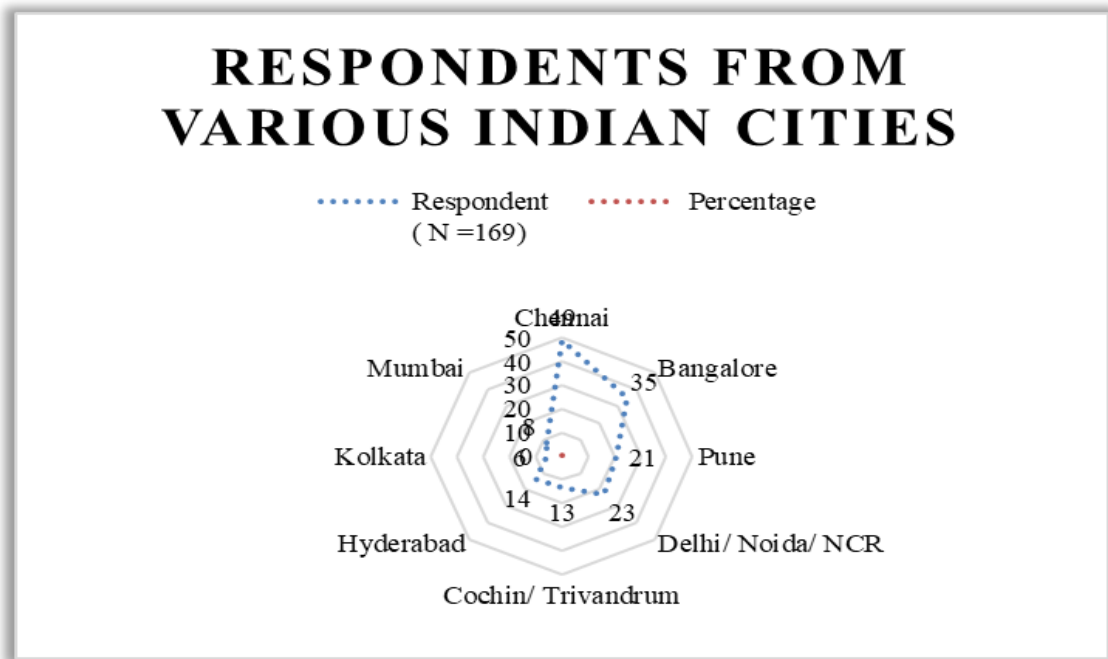 RESPONDENTS FROM
VARIOUS INDIAN CITIES
Respondent
( N =169)
Percentage
Chennai
49
50
40
30
20
10
0
Mumbai
8
35
Bangalore
Kolkata
6
21
Pune
14
13
23
Hyderabad
Delhi/ Noida/ NCR
Cochin/ Trivandrum